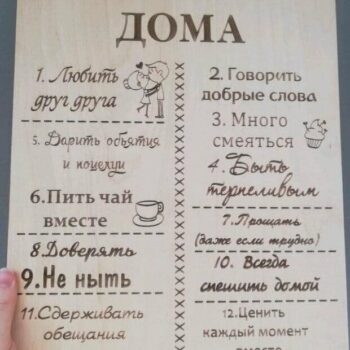 ДОМА
1. Любить
друг друга
2. Говорить
добрые слова
3. Много
смеяться
4. Быть
терпеливым
5. Дарить объятия
и поцелуи
6. Пить чай
вместе
7. Прощать
(даже если трудно)
8. Доверять
9. Не ныть
10. Всегда
спешить домой
11. Сдерживать
обещания
12. Ценить
каждый момент
вместе